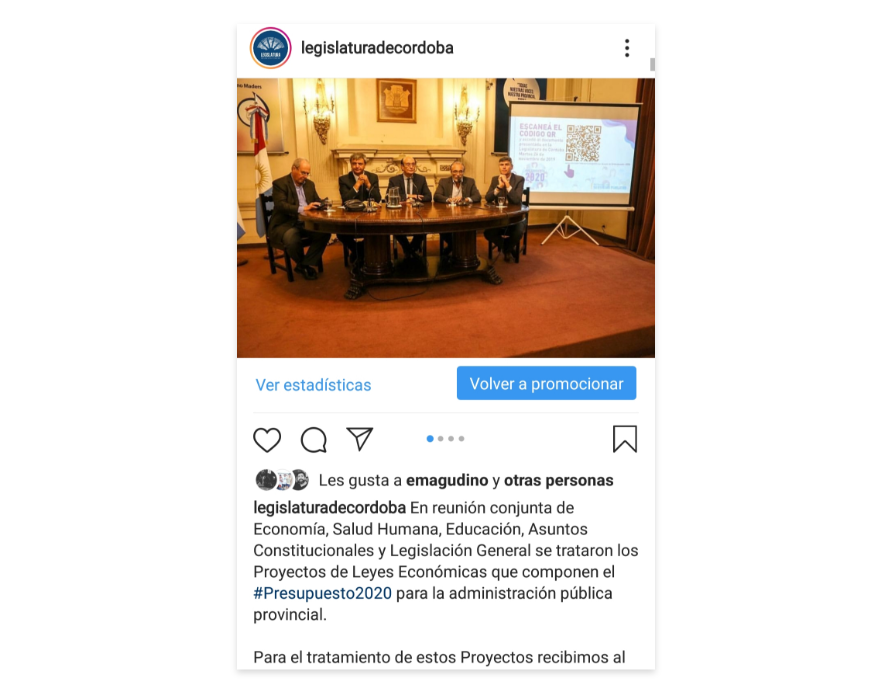 legislaturadecordoba
ESCANEÁ EL
CÓDIGO QR
2020
Ver estadísticas
Volver a promocionar
Les gusta a emagudino y otras personas
legislaturadecordoba En reunión conjunta de
Economía, Salud Humana, Educación, Asuntos
Constitucionales y Legislación General se trataron los
Proyectos de Leyes Económicas que componen el
#Presupuesto2020 para la administración pública
provincial.
Para el tratamiento de estos Proyectos recibimos al